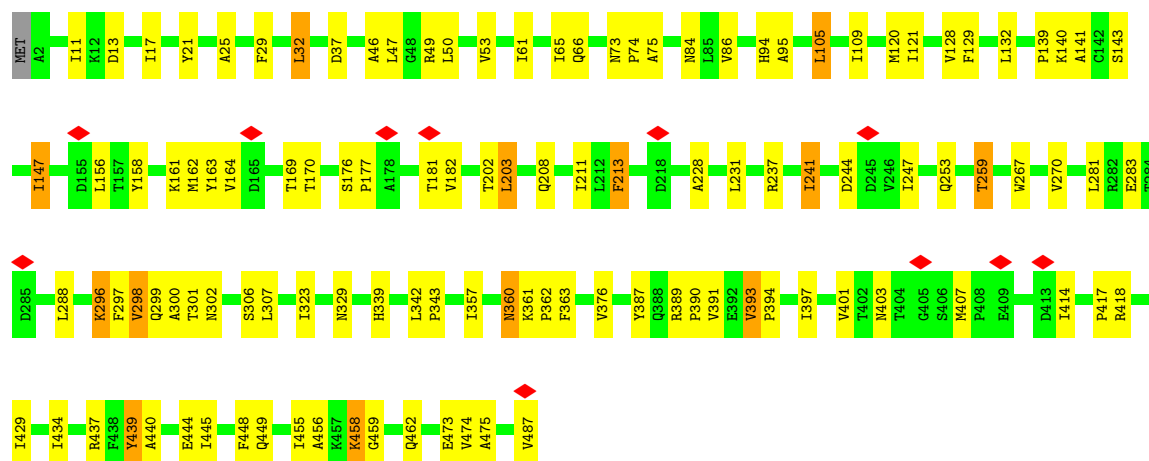 MET A2 I11 K12 D13 I17 Y21 A25 F29 L32 D37 A46 L47 G48 R49 L50 V53 I61 I65 Q66 N73 P74 A75 N84 L85 V86 H94 A95 L105 I109 M120 I121 V128 F129 L132 P139 K140 A141 C142 S143
I147 D155 L156 T157 Y158 K161 M162 Y163 V164 D165 T169 T170 S176 P177 A178 T181 V182 T202 L203 Q208 I211 L212 F213 D218 A228 L231 R237 I241 D244 D245 V246 I247 Q253 T259 W267 V270 L281 R282 E283 T284
D285 L288 K296 F297 V298 Q299 A300 T301 N302 S306 L307 I323 N329 H339 L342 P343 I357 N360 K361 P362 F363 V376 Y387 Q388 R389 P390 V391 E392 V393 P394 I397 V401 T402 N403 T404 G405 S406 M407 P408 E409 D413 I414 P417 R418
I429 I434 R437 F438 Y439 A440 E444 I445 F448 Q449 I455 A456 K457 K458 G459 Q462 E473 V474 A475 V487